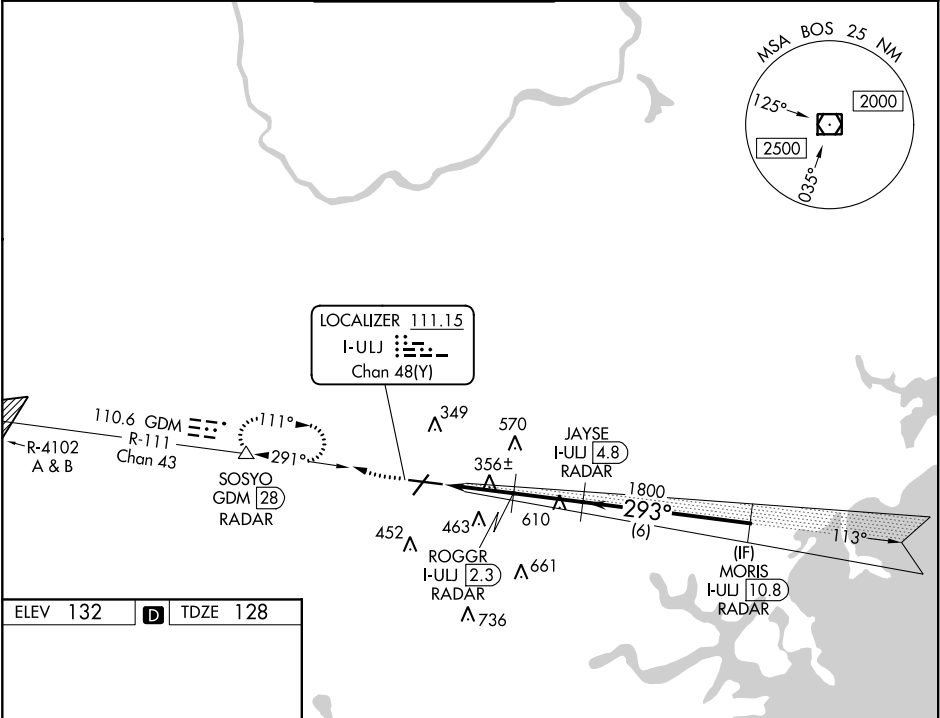 MSA BOS 25 NM
125°
2000
2500
035°
LOCALIZER 111.15
I-ULJ
Chan 48(Y)
110.6 GDM
R-111
Chan 43
R-4102
A & B
111°
291°
SOSYO
GDM 28
RADAR
349
570
356±
JAYSE
I-ULJ 4.8
RADAR
1800
293°
(6)
610
463
452
ROGGR
I-ULJ 2.3
RADAR
661
736
113°
(IF)
MORIS
I-ULJ 10.8
RADAR
ELEV 132 D TDZE 128